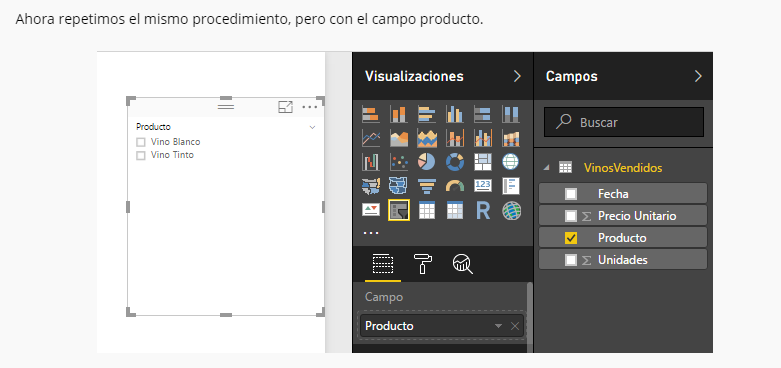 Ahora repetimos el mismo procedimiento, pero con el campo producto.
Producto
Vino Blanco
Vino Tinto
Visualizaciones
123
R
Campo
Producto
Campos
Buscar
VinosVendidos
Fecha
Σ Precio Unitario
Producto
Σ Unidades